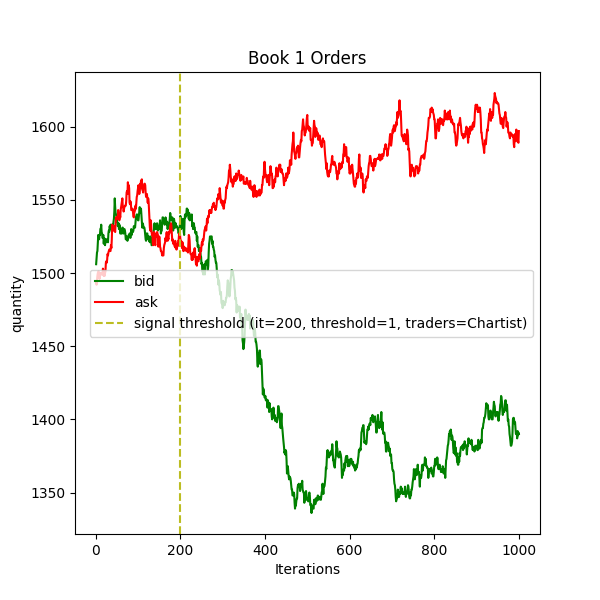 Book 1 Orders
quantity
1600
1550
1500
1450
1400
1350
bid
ask
signal threshold (it=200, threshold=1, traders=Chartist)
0 200 400 600 800 1000
Iterations